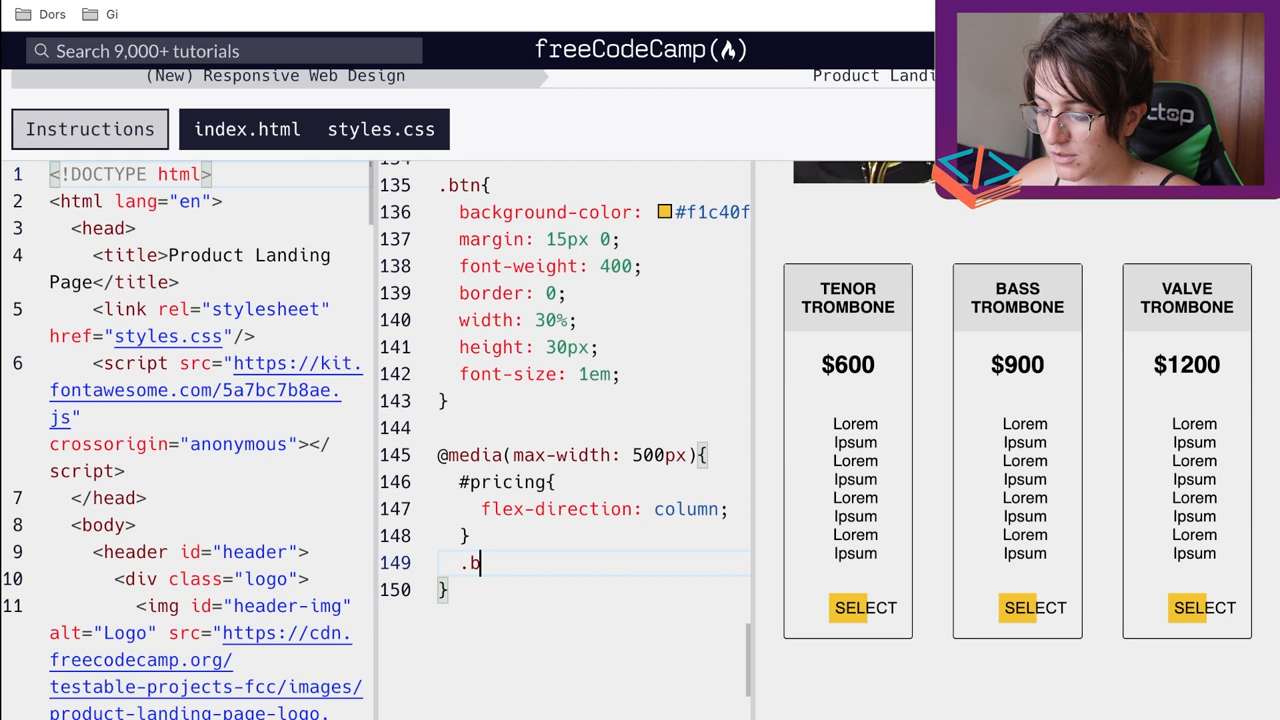 Dors
Gi
Search 9,000+ tutorials
freeCodeCamp
(New) Responsive Web Design
Product Landi
Instructions
index.html
styles.css
1 <!DOCTYPE html>
2 <html lang="en">
3 <head>
4 <title>Product Landing
Page</title>
5 <link rel="stylesheet"
href="styles.css"/>
6 <script src="https://kit.
fontawesome.com/5a7bc7b8ae.
js"
crossorigin="anonymous"></
script>
7 </head>
8 <body>
9 <header id="header">
10 <div class="logo">
11 <img id="header-img"
alt="Logo" src="https://cdn.
freecodecamp.org/
testable-projects-fcc/images/
product-landing-page-logo.
135 .btn{
136 background-color: #f1c40f
137 margin: 15px 0;
138 font-weight: 400;
139 border: 0;
140 width: 30%;
141 height: 30px;
142 font-size: 1em;
143 }
144
145 @media(max-width: 500px){
146 #pricing{
147 flex-direction: column;
148 }
149 .b
150 }
TENOR
TROMBONE
$600
Lorem
Ipsum
Lorem
Ipsum
Lorem
Ipsum
Lorem
Ipsum
SELECT
BASS
TROMBONE
$900
Lorem
Ipsum
Lorem
Ipsum
Lorem
Ipsum
Lorem
Ipsum
SELECT
VALVE
TROMBONE
$1200
Lorem
Ipsum
Lorem
Ipsum
Lorem
Ipsum
Lorem
Ipsum
SELECT